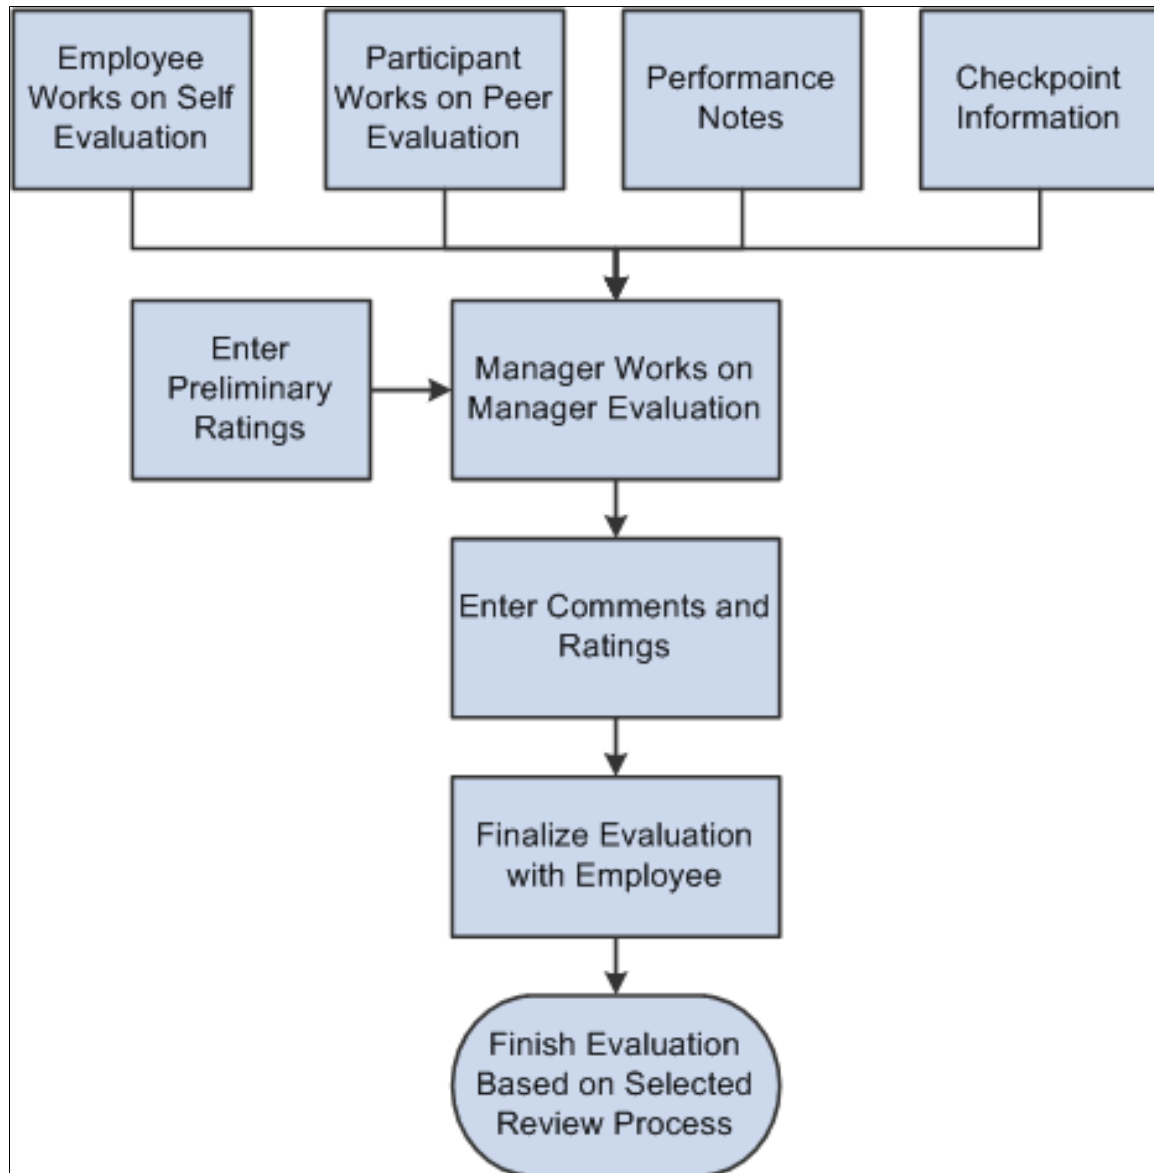 Employee
Works on Self
Evaluation
Participant
Works on Peer
Evaluation
Performance
Notes
Checkpoint
Information
Enter
Preliminary
Ratings
Manager Works on
Manager Evaluation
Enter Comments and
Ratings
Finalize Evaluation
with Employee
Finish Evaluation
Based on Selected
Review Process